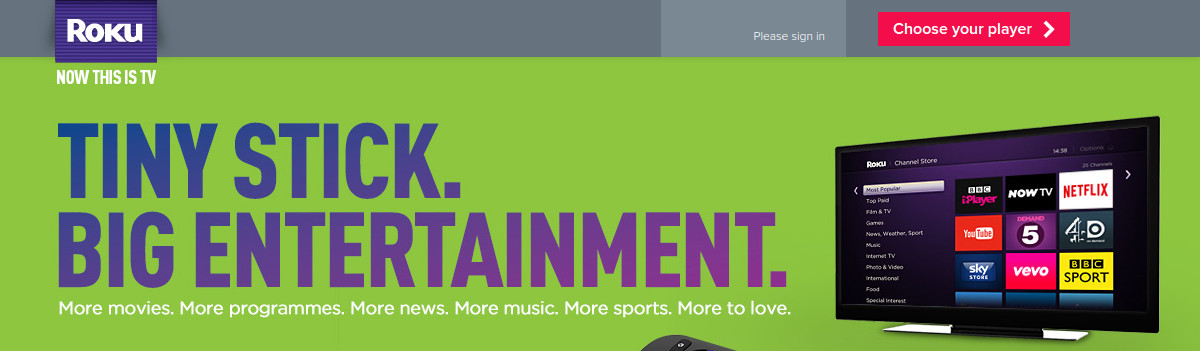 ROKU
Please sign in
Choose your player
NOW THIS IS TV
TINY STICK.
BIG ENTERTAINMENT.
More movies. More programmes. More news. More music. More sports. More to love.
ROKU Channel Store
14:38 Options
25 Channels
Most Popular
Top Paid
Film & TV
Games
News, Weather, Sport
Music
Internet TV
Photo & Video
International
Food
Special Interest
BBC iPlayer
NOW TV
NETFLIX
YouTube
DEMAND 5
4oD on demand
sky STORE
vevo
BBC SPORT